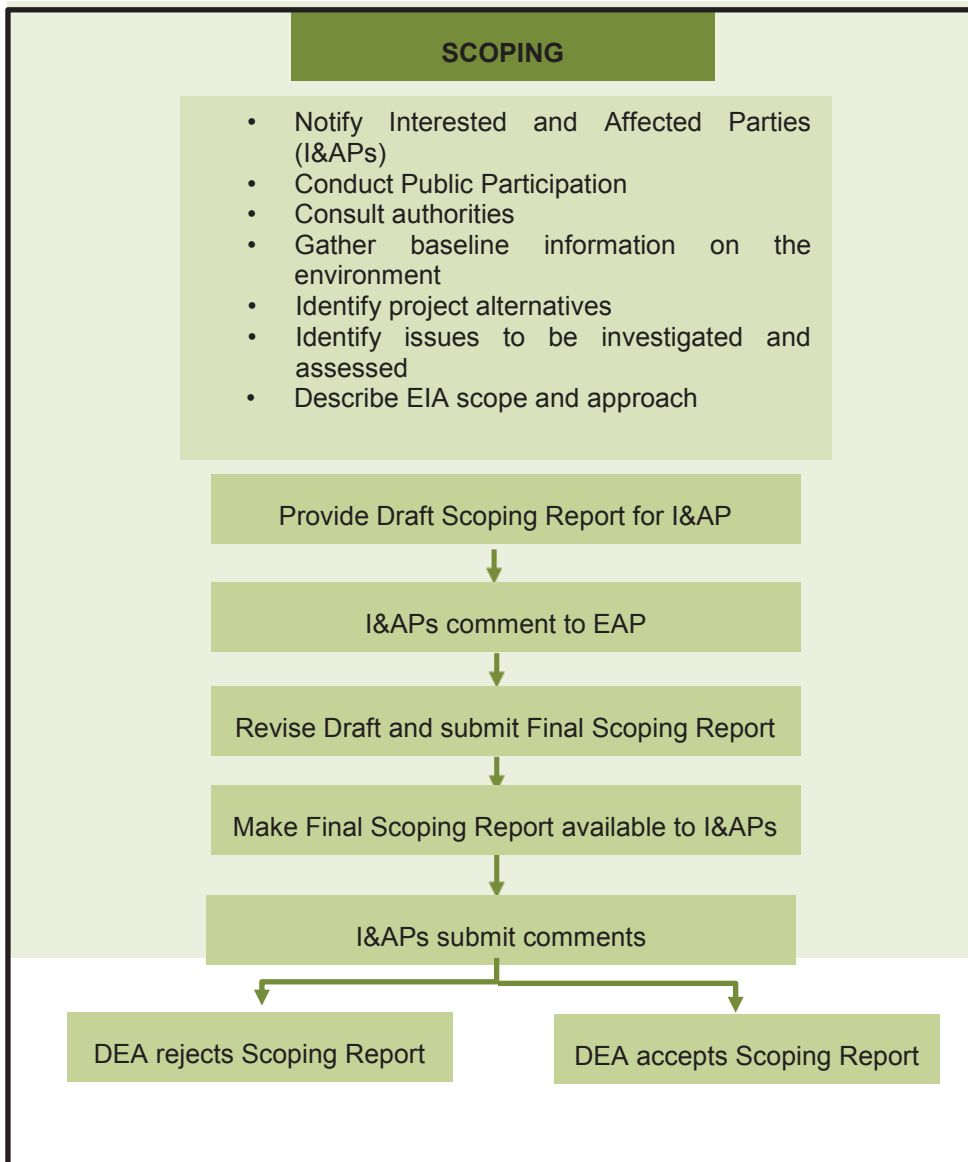 SCOPING
• Notify Interested and Affected Parties
(I&APs)
• Conduct Public Participation
• Consult authorities
• Gather baseline information on the
environment
• Identify project alternatives
• Identify issues to be investigated and
assessed
• Describe EIA scope and approach
Provide Draft Scoping Report for I&AP
I&APs comment to EAP
Revise Draft and submit Final Scoping Report
Make Final Scoping Report available to I&APs
I&APs submit comments
DEA rejects Scoping Report
DEA accepts Scoping Report